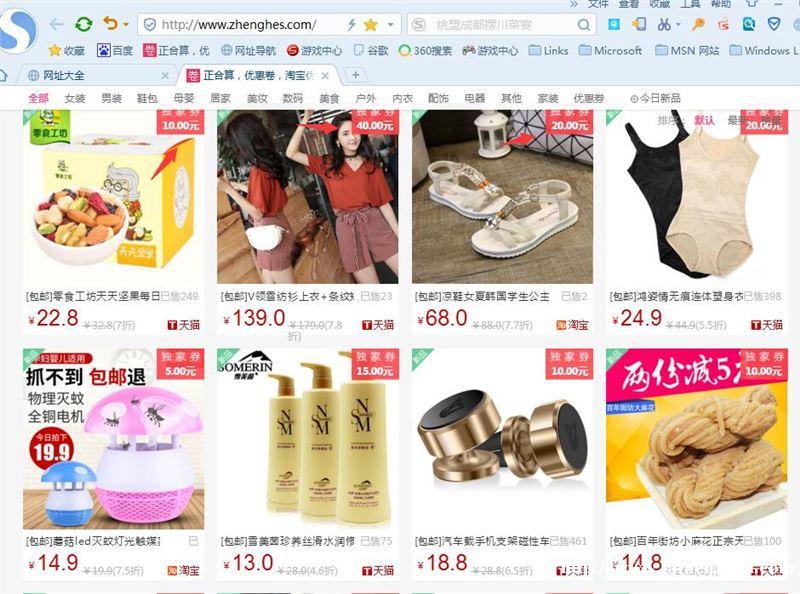 文件 查看 收藏 工具 帮助
http://www.zhenghes.com/
挑盟成都摆川菜宴
收藏 百度 正合算，优 网址导航 游戏中心 谷歌 360搜索 游戏中心 Links Microsoft MSN 网站 Windows L
网址大全 卷 正合算，优惠卷，淘宝优
全部 女装 男装 鞋包 母婴 居家 美妆 数码 美食 户外 内衣 配饰 电器 其他 家装 优惠券 今日新品
排序： 默认 最新
零食工坊
天天坚果
独家券
10.00元
独家券
40.00元
独家券
20.00元
独家券
20.00元
[包邮]零食工坊天天坚果每日 已售249
¥22.8 ¥32.8(7折) 天猫
[包邮]V领雪纺衫上衣+条纹短 已售23
¥139.0 ¥179.0(7.8折) 天猫
[包邮]凉鞋女夏韩国学生公主 已售2
¥68.0 ¥88.0(7.7折) 淘宝
[包邮]鸿姿情无痕连体塑身衣 已售398
¥24.9 ¥44.9(5.5折) 天猫
新品
孕妇婴儿适用
抓不到 包邮退
物理灭蚊
全铜电机
今日拍下
19.9
独家券
5.00元
新品
SOMERIN
雪美茵
NSM
NSM
NSM
独家券
15.00元
新品
独家券
10.00元
两份减5元
百年街坊大麻花
独家券
10.00元
[包邮]蘑菇led灭蚊灯光触媒 已
¥14.9 ¥19.9(7.5折) 淘宝
[包邮]雪美茵珍养丝滑水润修 已售75
¥13.0 ¥28.0(4.6折) 天猫
[包邮]汽车载手机支架磁性车 已售461
¥18.8 ¥28.8(6.5折)
[包邮]百年街坊小麻花正宗天 已售100
¥14.8